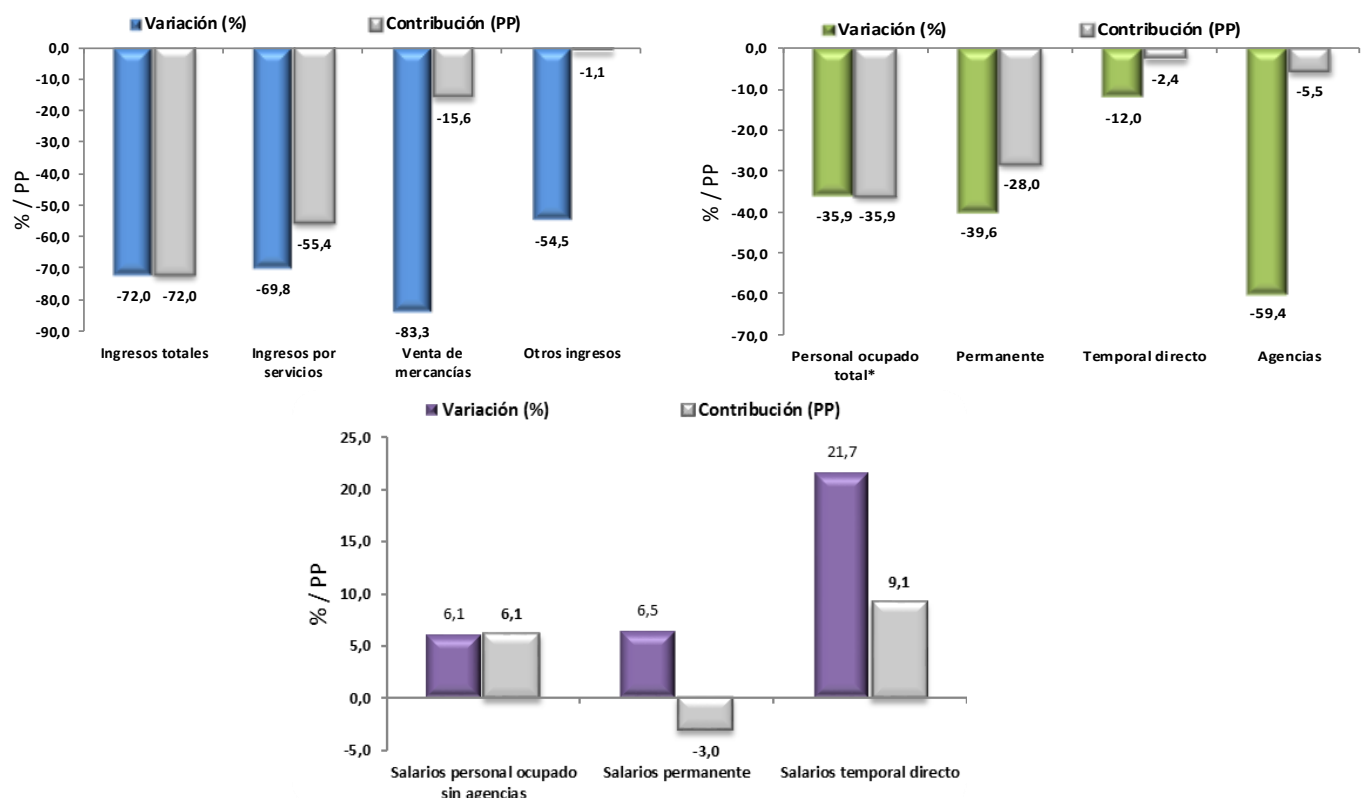 Variación (%) Contribución (PP)
0,0
-10,0
-20,0
-30,0
-40,0
-50,0
-60,0
-70,0
-80,0
-90,0
% / PP
-72,0 -72,0
-69,8 -55,4
-83,3 -15,6
-54,5 -1,1
Ingresos totales
Ingresos por
servicios
Venta de
mercancías
Otros ingresos
Variación (%) Contribución (PP)
0,0
-10,0
-20,0
-30,0
-40,0
-50,0
-60,0
-70,0
% / PP
-35,9 -35,9
-39,6 -28,0
-12,0 -2,4
-59,4 -5,5
Personal ocupado
total*
Permanente
Temporal directo
Agencias
Variación (%) Contribución (PP)
25,0
20,0
15,0
10,0
5,0
0,0
-5,0
% / PP
6,1 6,1
6,5 -3,0
21,7 9,1
Salarios personal ocupado
sin agencias
Salarios permanente
Salarios temporal directo